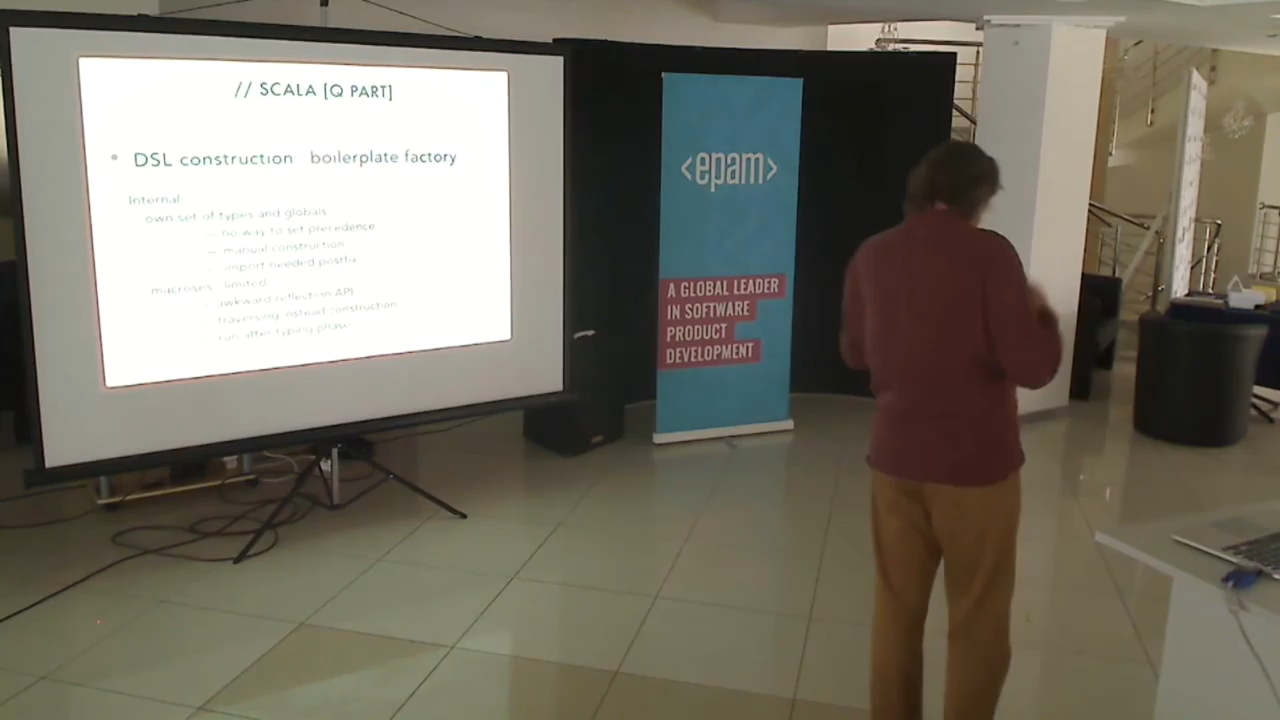 // SCALA [Q PART]
• DSL construction boilerplate factory
Internal
own set of types and globals
— no way to set precedence
— manual construction
— import needed postfix
macroses limited:
— awkward reflection API
— traversing instead construction
run after typing phase
<epam>
A GLOBAL LEADER
IN SOFTWARE
PRODUCT
DEVELOPMENT